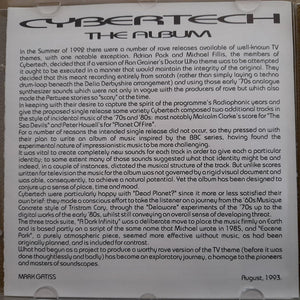 CYBERTECH
THE ALBUM
In the Summer of 1992 there were a number of rave releases available of well-known TV
themes, with one notable exception. Adrian Pack and Michael Fillis, the members of
Cybertech, decided that if a version of Ron Grainer's Doctor Who theme was to be attempted
it ought to be executed in a manner that would maintain the integrity of the original. They
decided that this meant recording entirely from scratch (rather than simply laying a techno
drum-loop beneath the Delia Derbyshire arrangement) and using those early '70s analogue
synthesizer sounds which were not only in vogue with the producers of rave but which also
made the Pertwee stories so "scary" at the time.
In keeping with their desire to capture the spirit of the programme's Radiophonic years and
give the proposed single release some variety Cybertech composed two additional tracks in
the style of incidental music of the '70s and '80s: most notably Malcolm Clarke's score for "The
Sea Devils" and Peter Howell's for "Planet Of Fire".
For a number of reasons the intended single release did not occur, so they pressed on with
their plan to write an album of music inspired by the BBC series, having found the
experimental nature of impressionistic music to be more challenging.
It was vital to create completely new sounds for each track in order to give each a particular
identity; to some extent many of those sounds suggested what that identity might be and
indeed, in a couple of instances, dictated the musical structure of the track. But unlike scores
written for television the music for the album was not governed by a rigid visual document and
was able, consequently, to achieve a natural potential. Yet the album has been designed to
conjure up a sense of place, time and mood.
Cybertech were particularly happy with "Dead Planet?" since it more or less satisfied their
own brief: they made a conscious effort to take the listener on a journey from the '60s Musique
Concrete style of Tristram Cary, through the "Delaware" experiments of the '70s up to the
digital works of the early '80s, whilst still conveying an overall sense of developing threat.
The three track suite, "A Dark Infinity" was a deliberate move to place the music firmly on Earth
and is based partly on a script of the same name that Michael wrote in 1985, and "Facene
Planet", a purely atmospheric piece, seemed more effective without music, as had been
originally planned, and is included for contrast.
What had begun as a project to produce a worthy rave version of the TV theme (before it was
done thoughtlessly and badly) has become an exploratory journey, a homage to the pioneers
and masters of soundscapes.
MARK GATISS
August, 1993.